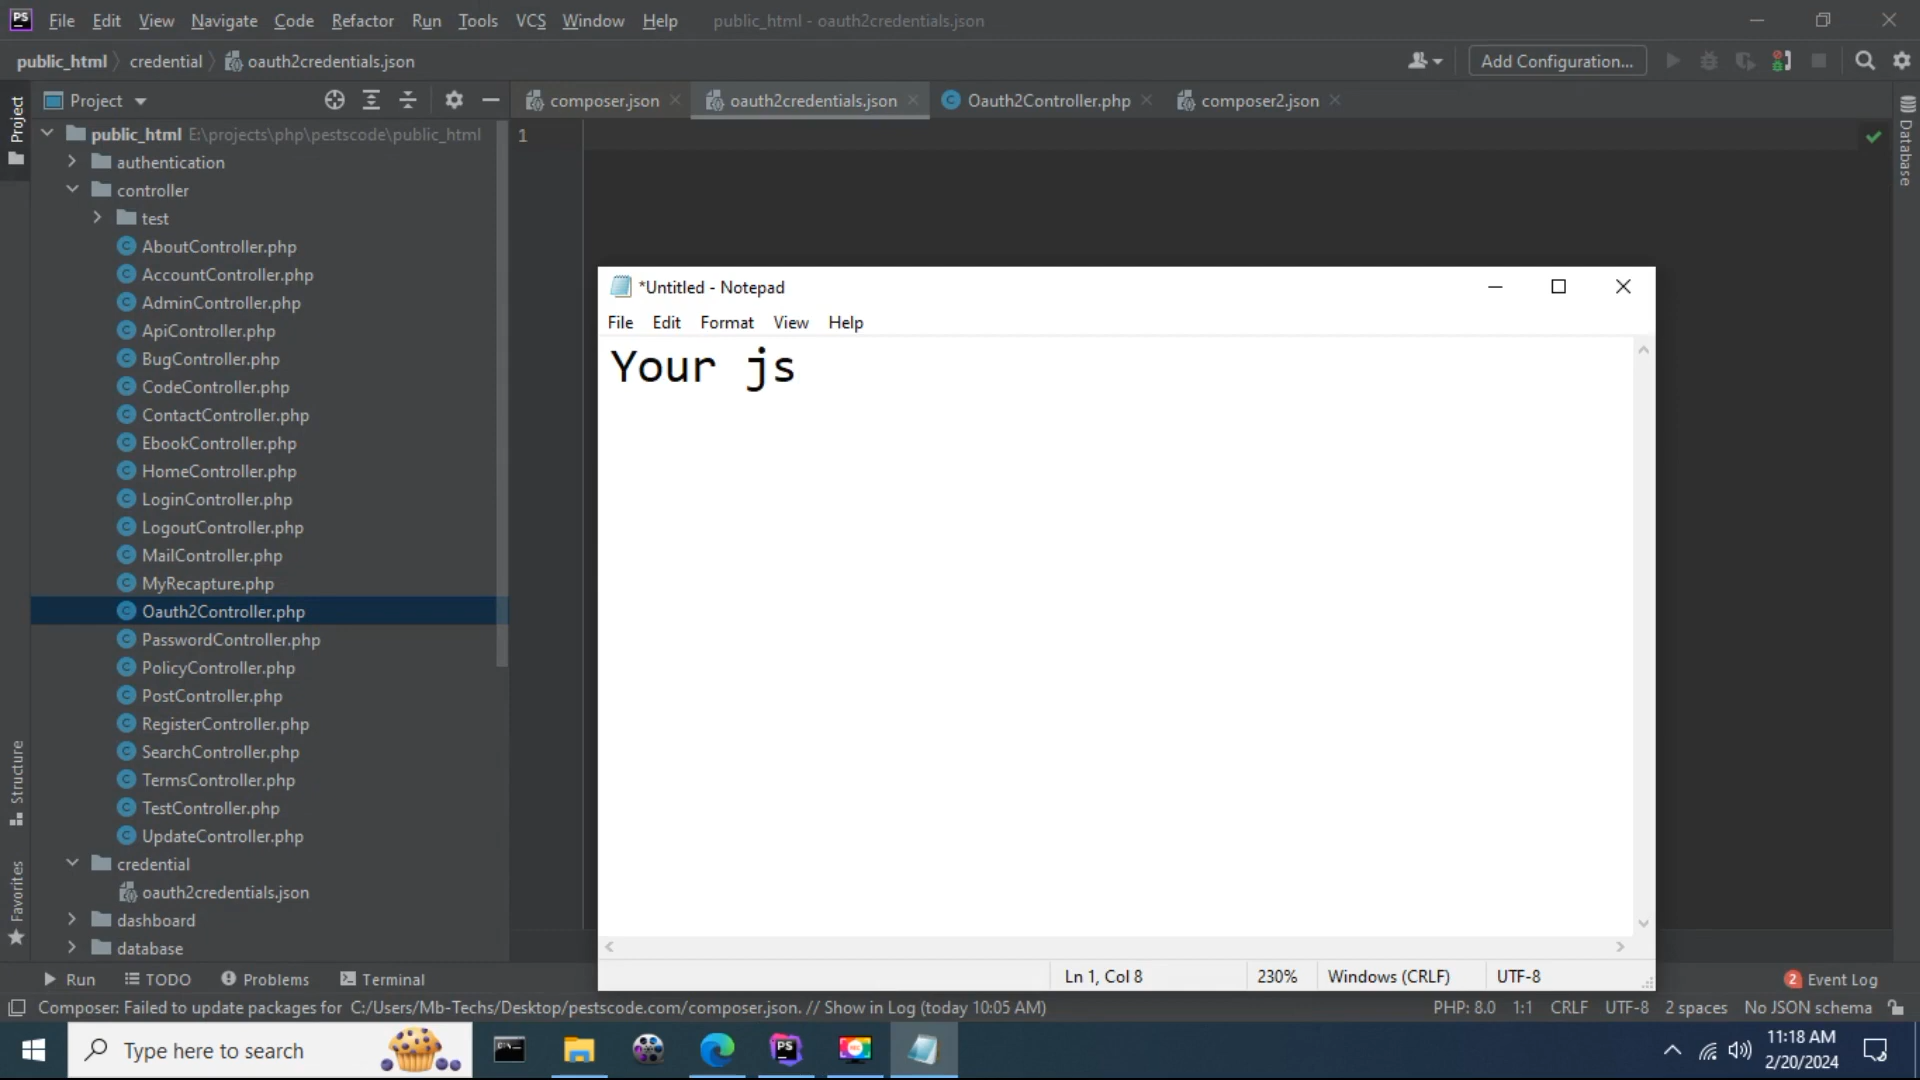 PS File Edit View Navigate Code Refactor Run Tools VCS Window Help public_html - oauth2credentials.json
public_html credential oauth2credentials.json Add Configuration...
Project composer.json oauth2credentials.json Oauth2Controller.php composer2.json
Project
Database
1
public_html E:\projects\php\pestscode\public_html
authentication
controller
test
AboutController.php
AccountController.php
AdminController.php
ApiController.php
BugController.php
CodeController.php
ContactController.php
EbookController.php
HomeController.php
LoginController.php
LogoutController.php
MailController.php
MyRecapture.php
Oauth2Controller.php
PasswordController.php
PolicyController.php
PostController.php
RegisterController.php
SearchController.php
TermsController.php
TestController.php
UpdateController.php
credential
oauth2credentials.json
dashboard
database
Structure
Favorites
*Untitled - Notepad
File Edit Format View Help
Your js
Ln 1, Col 8 230% Windows (CRLF) UTF-8
Run TODO Problems Terminal 2 Event Log
Composer: Failed to update packages for C:/Users/Mb-Techs/Desktop/pestscode.com/composer.json. // Show in Log (today 10:05 AM) PHP: 8.0 1:1 CRLF UTF-8 2 spaces No JSON schema
Type here to search PS 11:18 AM
2/20/2024